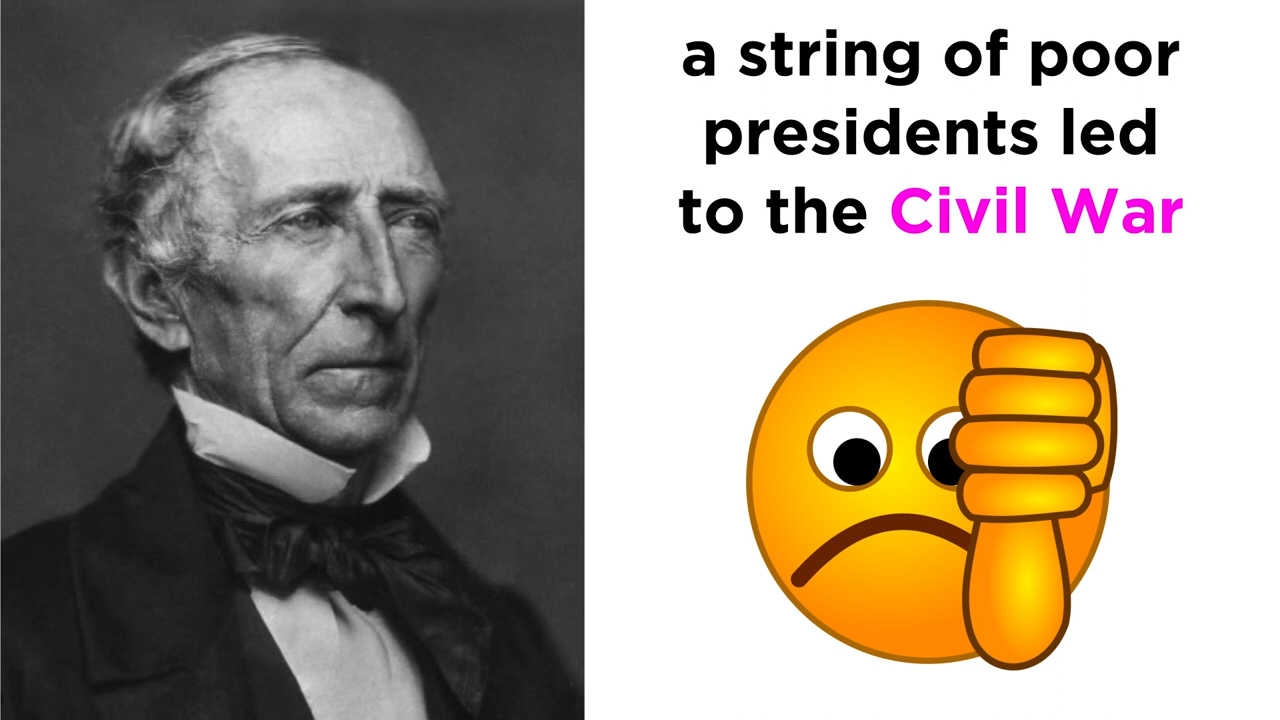 a string of poor
presidents led
to the Civil War